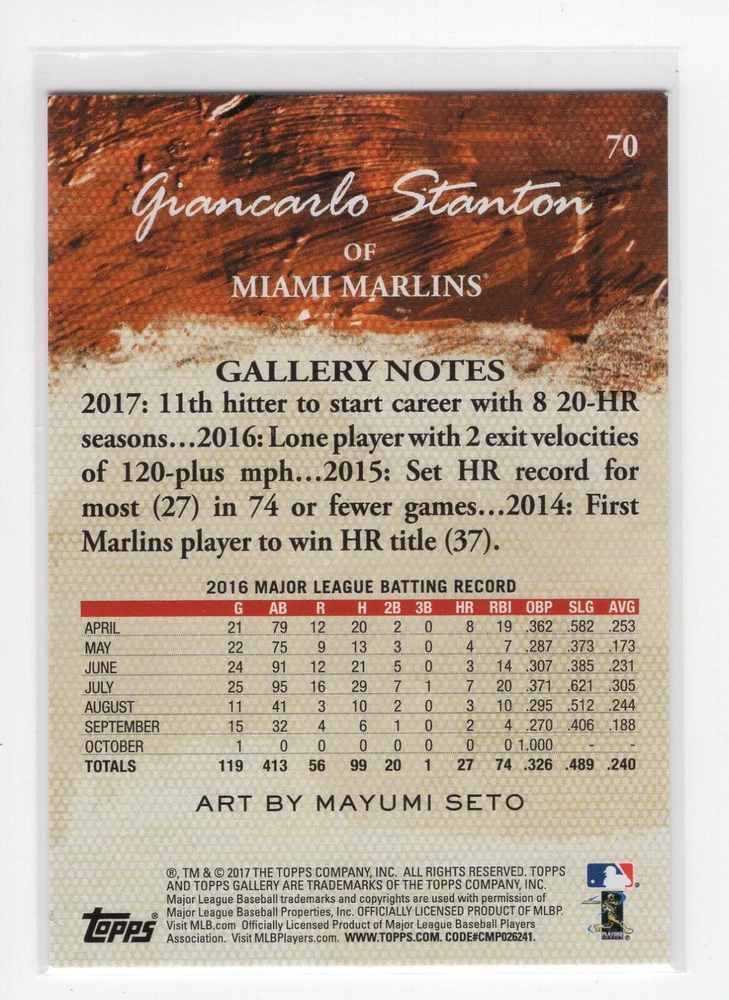 70
Giancarlo Stanton
OF
MIAMI MARLINS®
GALLERY NOTES
2017: 11th hitter to start career with 8 20-HR
seasons...2016: Lone player with 2 exit velocities
of 120-plus mph...2015: Set HR record for
most (27) in 74 or fewer games...2014: First
Marlins player to win HR title (37).
2016 MAJOR LEAGUE BATTING RECORD
G AB R H 2B 3B HR RBI OBP SLG AVG
APRIL 21 79 12 20 2 0 8 19 .362 .582 .253
MAY 22 75 9 13 3 0 4 7 .287 .373 .173
JUNE 24 91 12 21 5 0 3 14 .307 .385 .231
JULY 25 95 16 29 7 1 7 20 .371 .621 .305
AUGUST 11 41 3 10 2 0 3 10 .295 .512 .244
SEPTEMBER 15 32 4 6 1 0 2 4 .270 .406 .188
OCTOBER 1 0 0 0 0 0 0 0 1.000 - -
TOTALS 119 413 56 99 20 1 27 74 .326 .489 .240
ART BY MAYUMI SETO
®, TM & © 2017 THE TOPPS COMPANY, INC. ALL RIGHTS RESERVED. TOPPS
AND TOPPS GALLERY ARE TRADEMARKS OF THE TOPPS COMPANY, INC.
Major League Baseball trademarks and copyrights are used with permission of
Major League Baseball Properties, Inc. OFFICIALLY LICENSED PRODUCT OF MLBP.
Visit MLB.com Officially Licensed Product of Major League Baseball Players
Association. Visit MLBPlayers.com. WWW.TOPPS.COM. CODE#CMP026241.
Topps®
PLAYERS